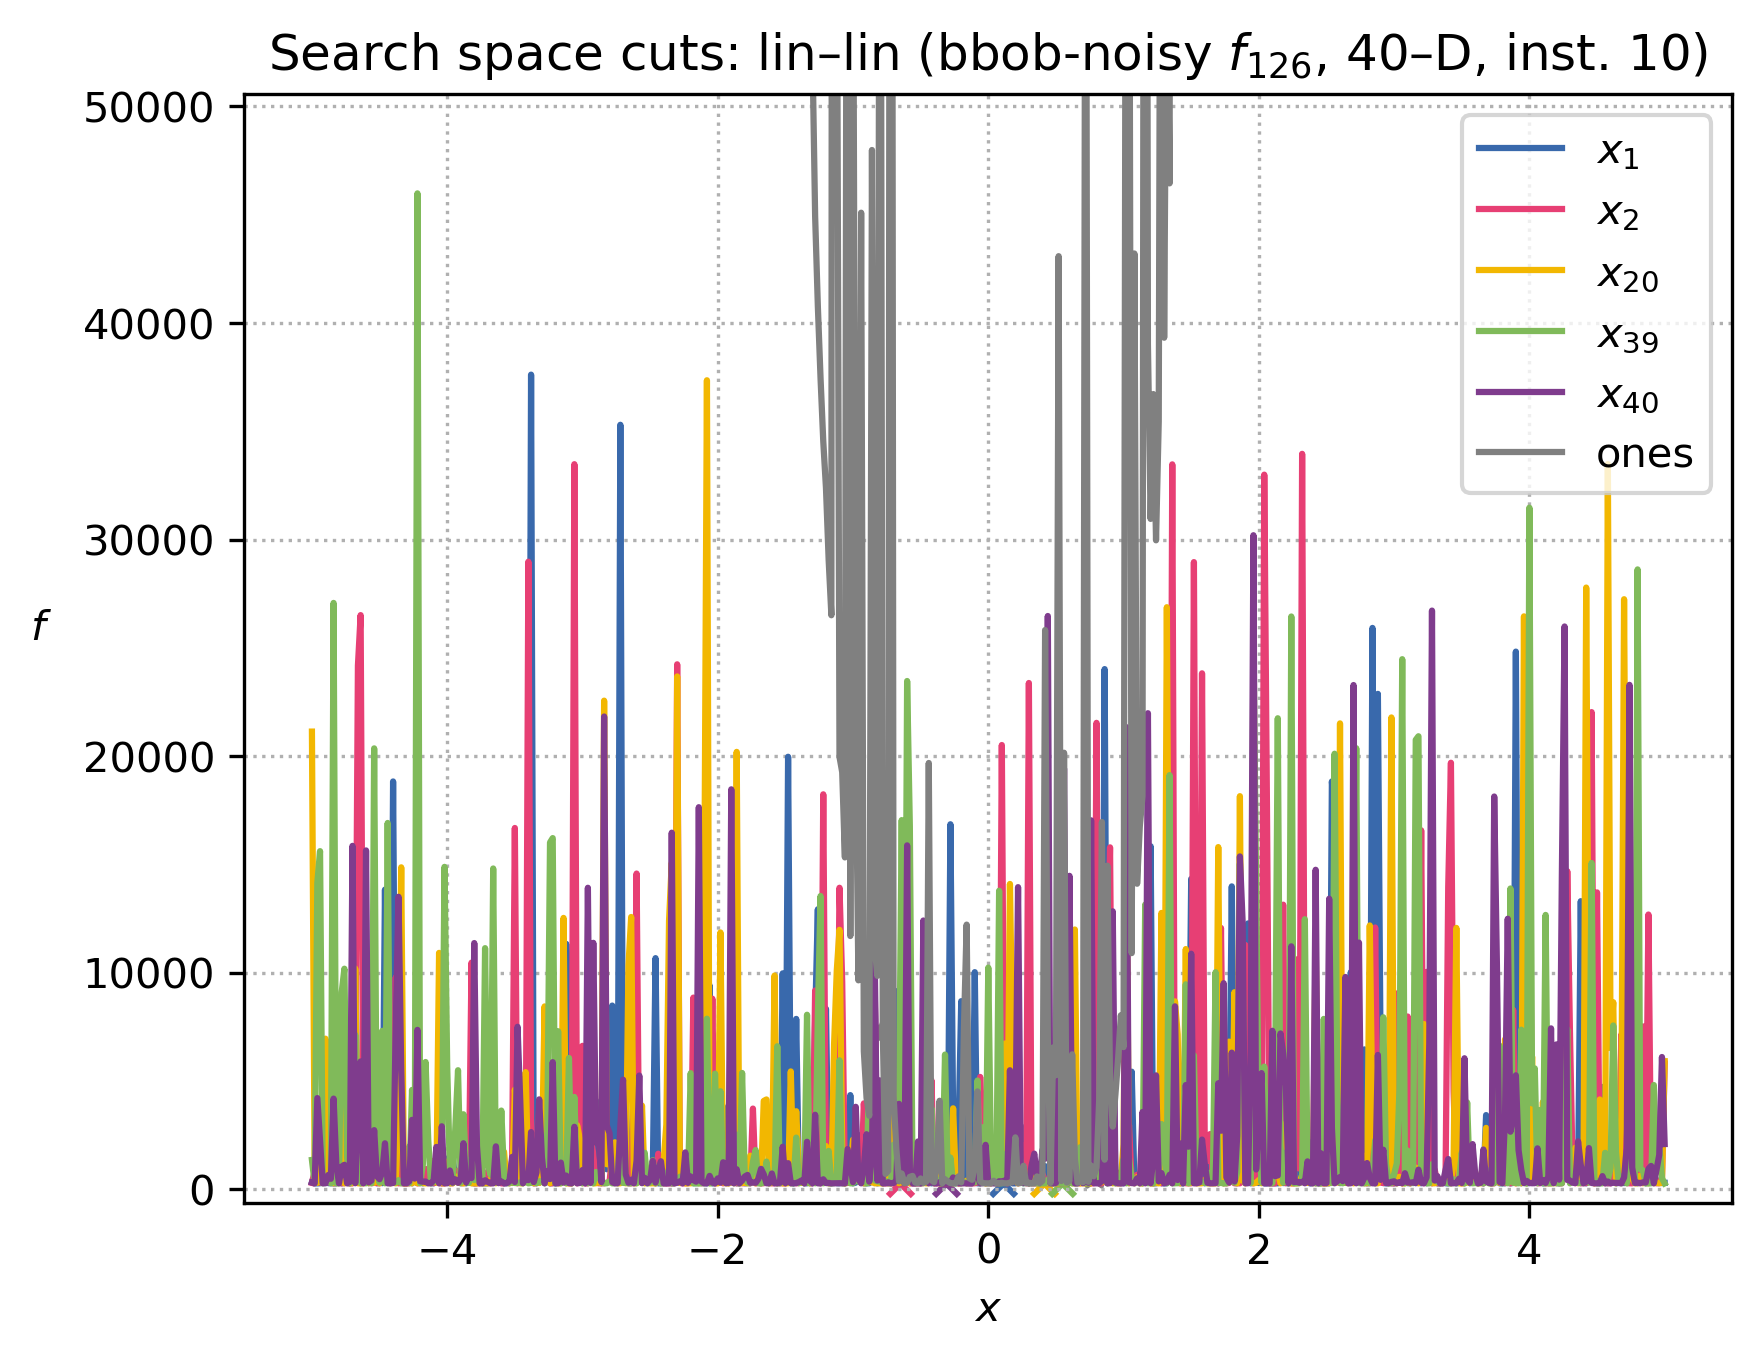 Search space cuts: lin–lin (bbob-noisy f₁₂₆, 40–D, inst. 10)
50000
40000
30000
20000
10000
0
f
−4
−2
0
2
4
x
x₁
x₂
x₂₀
x₃₉
x₄₀
ones